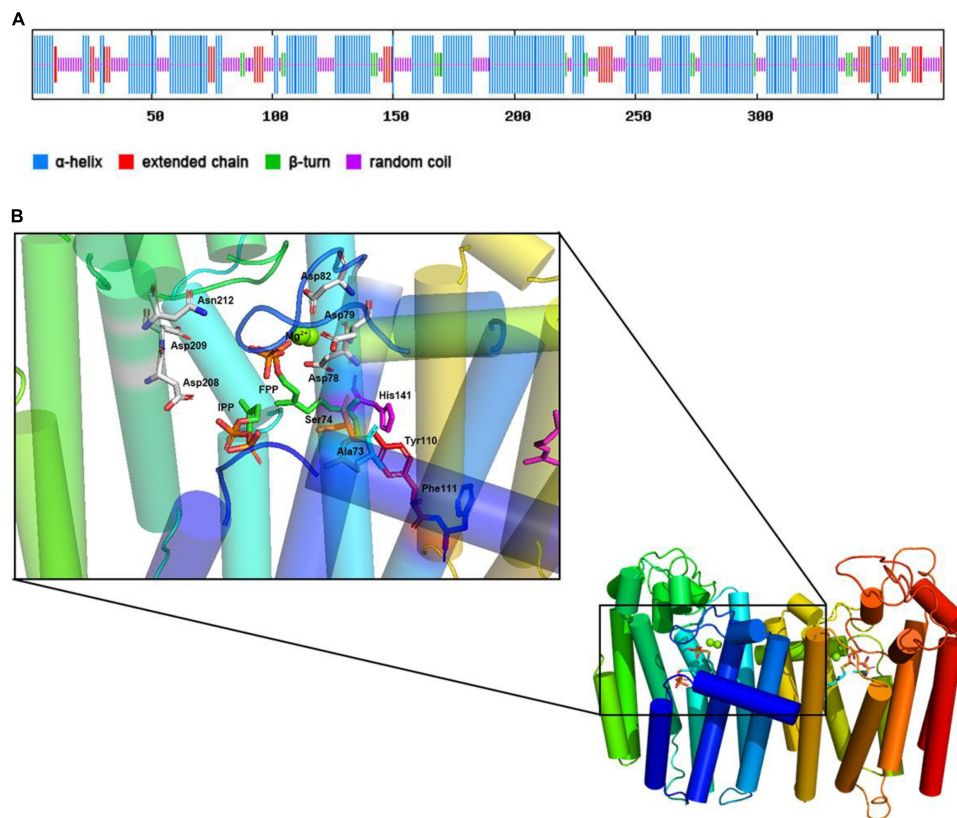 A
50 100 150 200 250 300
α-helix extended chain β-turn random coil
B
Asp82
Asn212
Asp79
Mg²⁺
Asp209
Asp78
Asp208
FPP
His141
IPP
Ser74
Tyr110
Ala73
Phe111